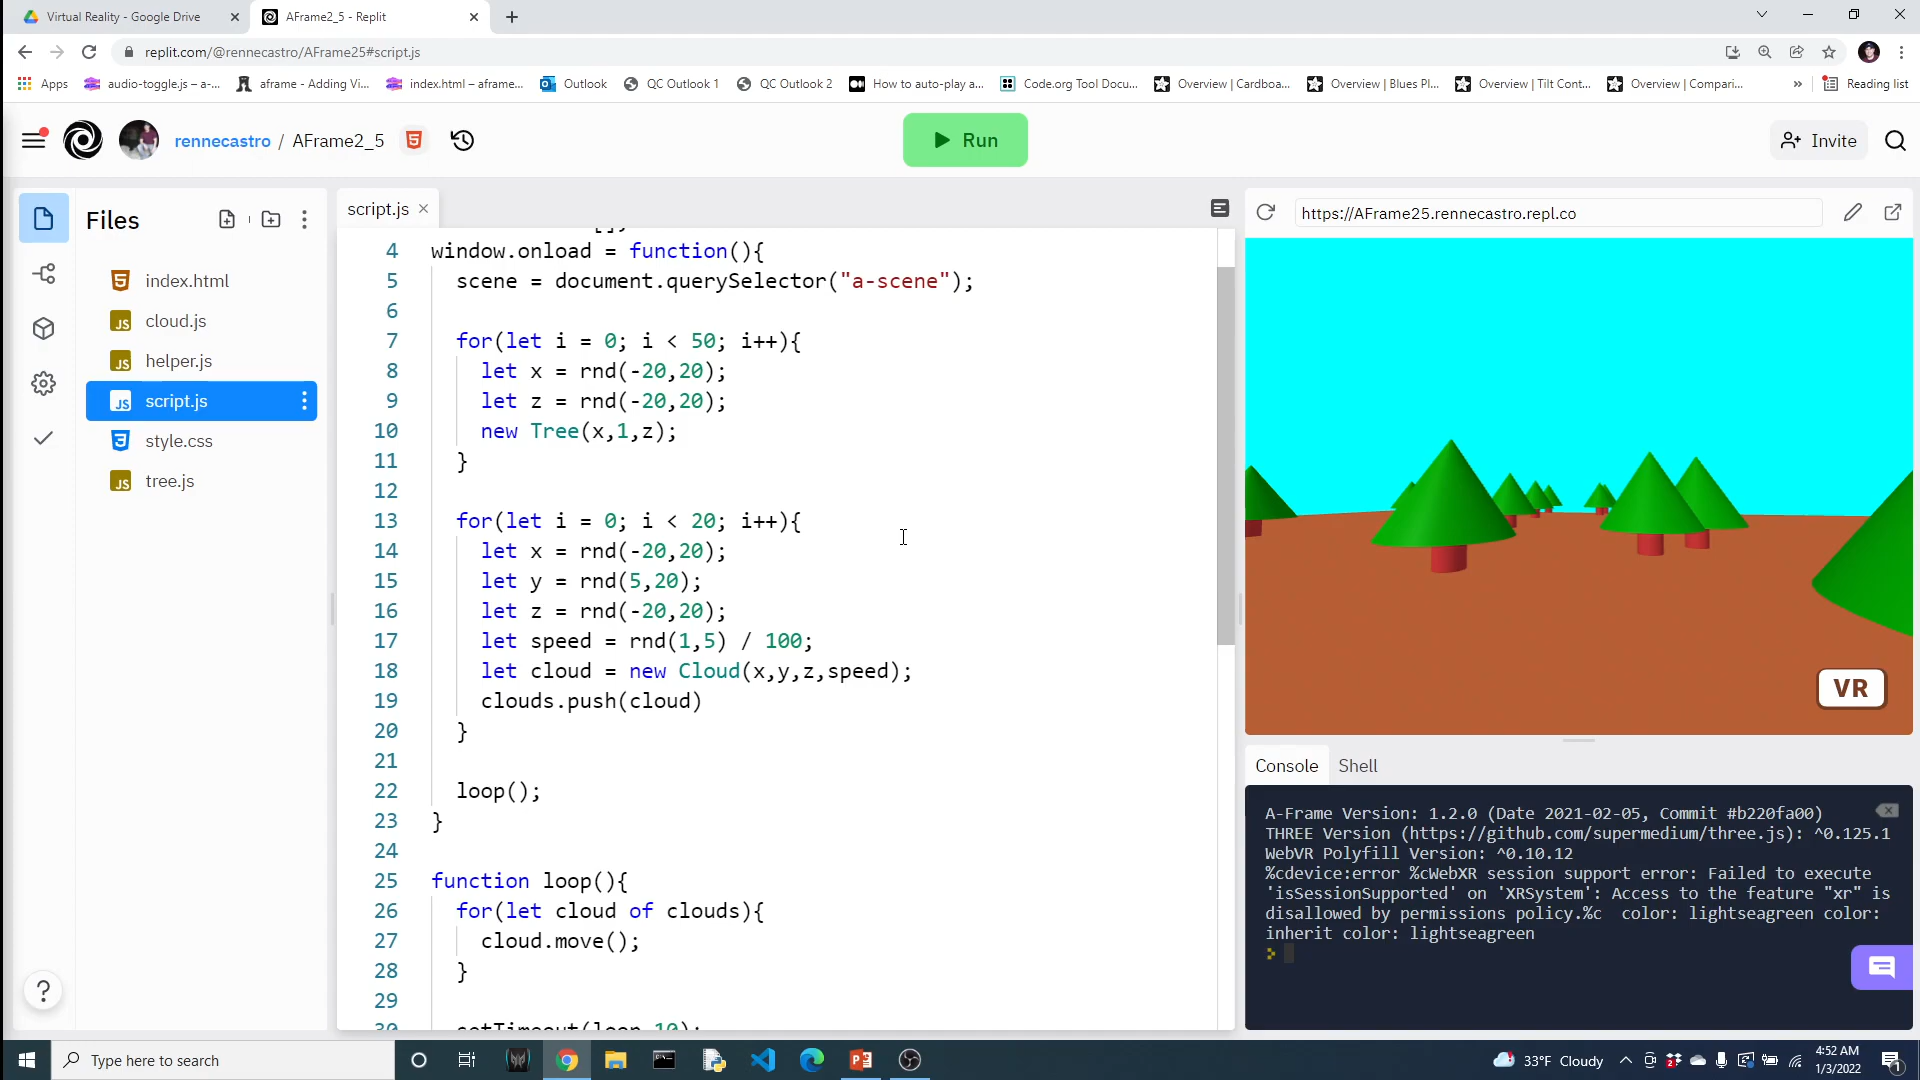 Virtual Reality - Google Drive
AFrame2_5 - Replit
replit.com/@rennecastro/AFrame25#script.js
Apps
audio-toggle.js – a-...
aframe - Adding Vi...
index.html – aframe...
Outlook
QC Outlook 1
QC Outlook 2
How to auto-play a...
Code.org Tool Docu...
Overview | Cardboa...
Overview | Blues Pl...
Overview | Tilt Cont...
Overview | Compari...
»
Reading list
rennecastro / AFrame2_5
Run
Invite
Files
index.html
cloud.js
helper.js
script.js
style.css
tree.js
script.js
4 window.onload = function(){
5 scene = document.querySelector("a-scene");
6
7 for(let i = 0; i < 50; i++){
8 let x = rnd(-20,20);
9 let z = rnd(-20,20);
10 new Tree(x,1,z);
11 }
12
13 for(let i = 0; i < 20; i++){
14 let x = rnd(-20,20);
15 let y = rnd(5,20);
16 let z = rnd(-20,20);
17 let speed = rnd(1,5) / 100;
18 let cloud = new Cloud(x,y,z,speed);
19 clouds.push(cloud)
20 }
21
22 loop();
23 }
24
25 function loop(){
26 for(let cloud of clouds){
27 cloud.move();
28 }
29
30 setTimeout(loop,10);
https://AFrame25.rennecastro.repl.co
VR
Console Shell
A-Frame Version: 1.2.0 (Date 2021-02-05, Commit #b220fa00)
THREE Version (https://github.com/supermedium/three.js): ^0.125.1
WebVR Polyfill Version: ^0.10.12
%cdevice:error %cWebXR session support error: Failed to execute
'isSessionSupported' on 'XRSystem': Access to the feature "xr" is
disallowed by permissions policy.%c color: lightseagreen color:
inherit color: lightseagreen
?
Type here to search
33°F Cloudy
4:52 AM
1/3/2022